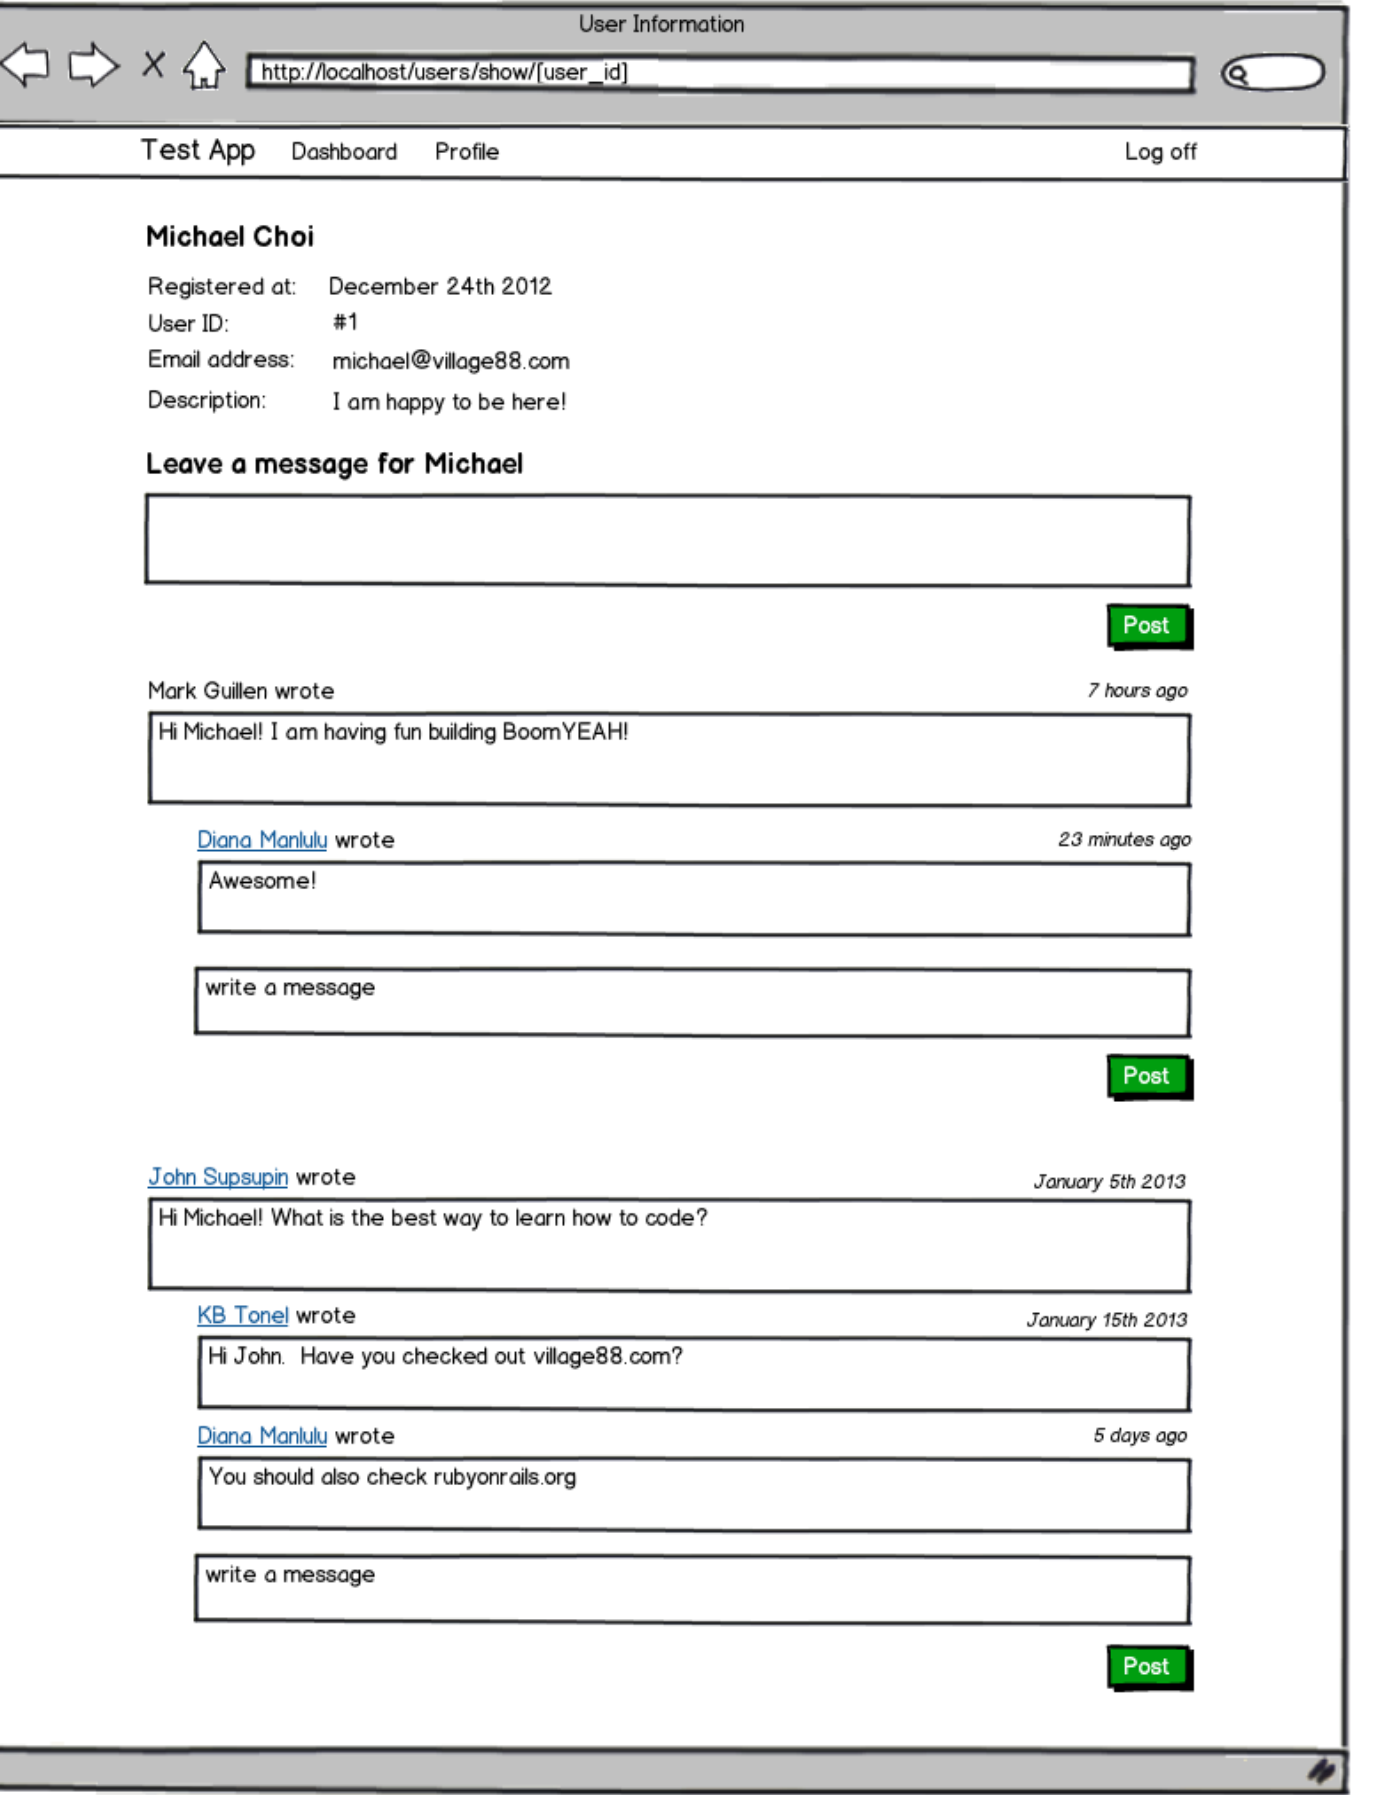 User Information
http://localhost/users/show/[user_id]
Test App Dashboard Profile Log off
Michael Choi
Registered at: December 24th 2012
User ID: #1
Email address: michael@village88.com
Description: I am happy to be here!
Leave a message for Michael
Post
Mark Guillen wrote 7 hours ago
Hi Michael! I am having fun building BoomYEAH!
Diana Manlulu wrote 23 minutes ago
Awesome!
write a message
Post
John Supsupin wrote January 5th 2013
Hi Michael! What is the best way to learn how to code?
KB Tonel wrote January 15th 2013
Hi John. Have you checked out village88.com?
Diana Manlulu wrote 5 days ago
You should also check rubyonrails.org
write a message
Post